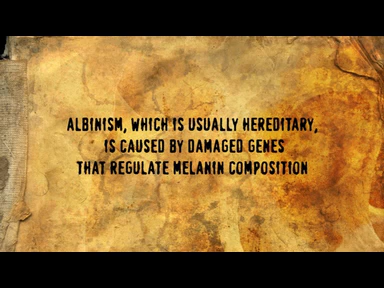 ALBINISM, WHICH IS USUALLY HEREDITARY,
IS CAUSED BY DAMAGED GENES
THAT REGULATE MELANIN COMPOSITION